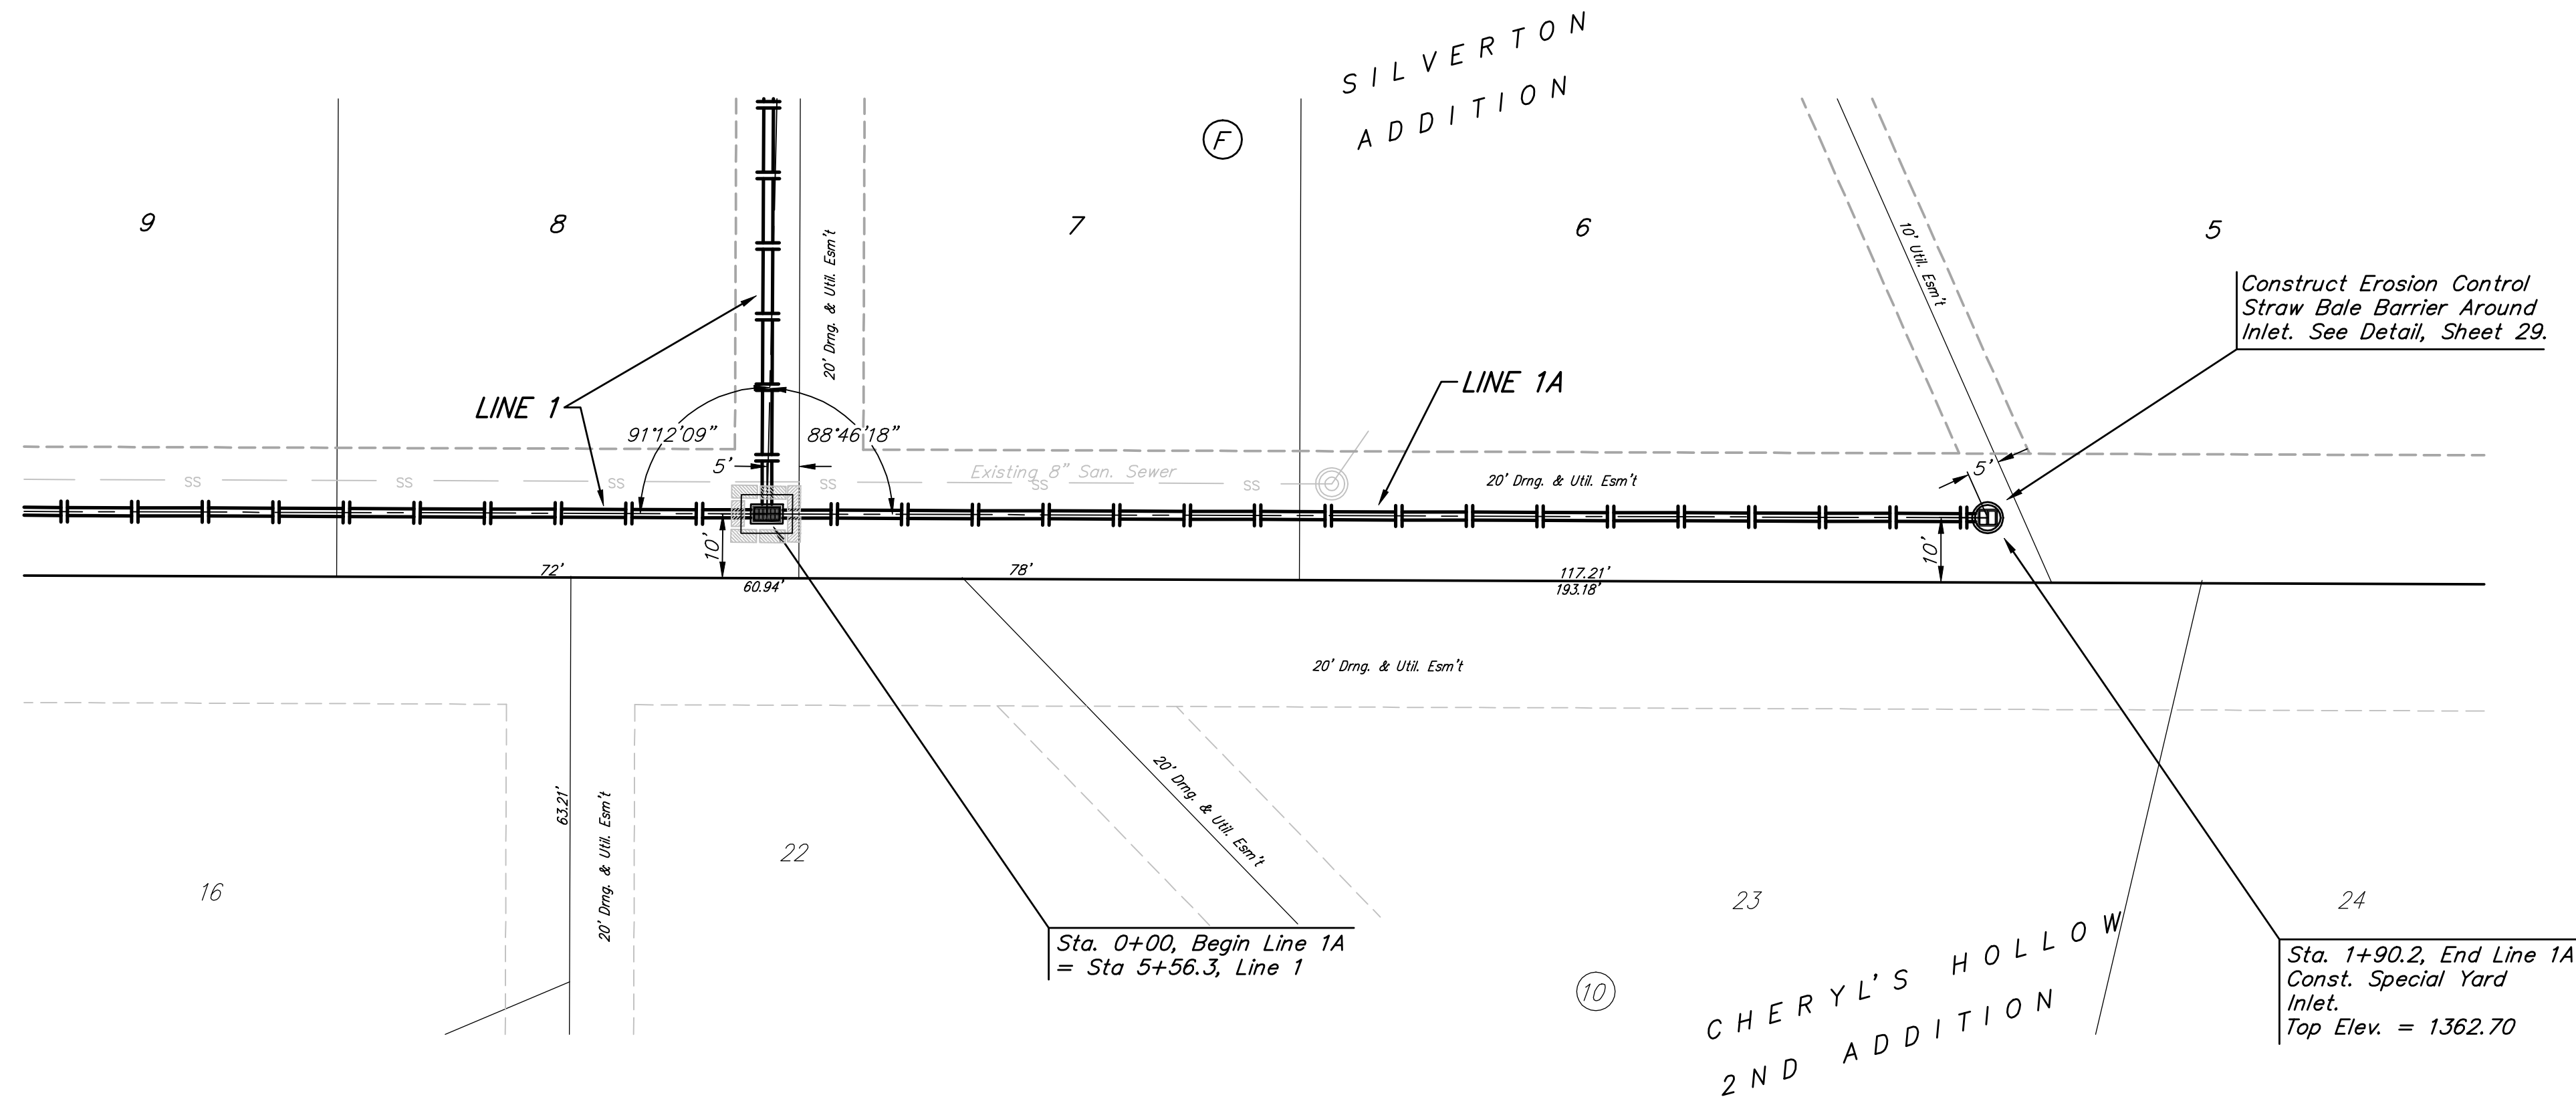 SILVERTON
ADDITION
F
9
8
7
6
5
20' Drng. & Util. Esm't
10' Util. Esm't
Construct Erosion Control
Straw Bale Barrier Around
Inlet. See Detail, Sheet 29.
LINE 1
LINE 1A
91°12'09"
88°46'18"
5'
Existing 8" San. Sewer
20' Drng. & Util. Esm't
5'
SS
SS
SS
SS
SS
SS
10'
10'
72'
78'
117.21'
60.94'
193.18'
20' Drng. & Util. Esm't
63.21'
20' Drng. & Util. Esm't
20' Drng. & Util. Esm't
16
22
23
24
Sta. 0+00, Begin Line 1A
= Sta 5+56.3, Line 1
10
CHERYL'S HOLLOW
2ND ADDITION
Sta. 1+90.2, End Line 1A
Const. Special Yard
Inlet.
Top Elev. = 1362.70